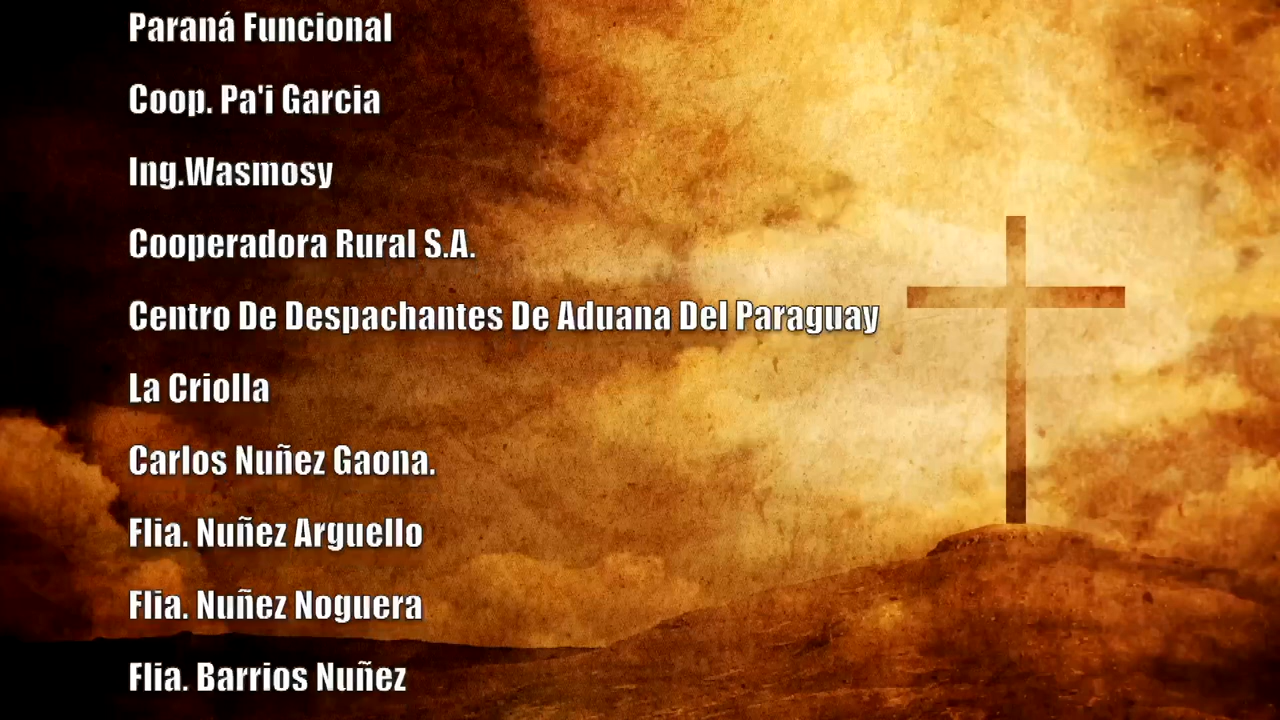 Paraná Funcional
Coop. Pa'i Garcia
Ing.Wasmosy
Cooperadora Rural S.A.
Centro De Despachantes De Aduana Del Paraguay
La Criolla
Carlos Nuñez Gaona.
Flia. Nuñez Arguello
Flia. Nuñez Noguera
Flia. Barrios Nuñez